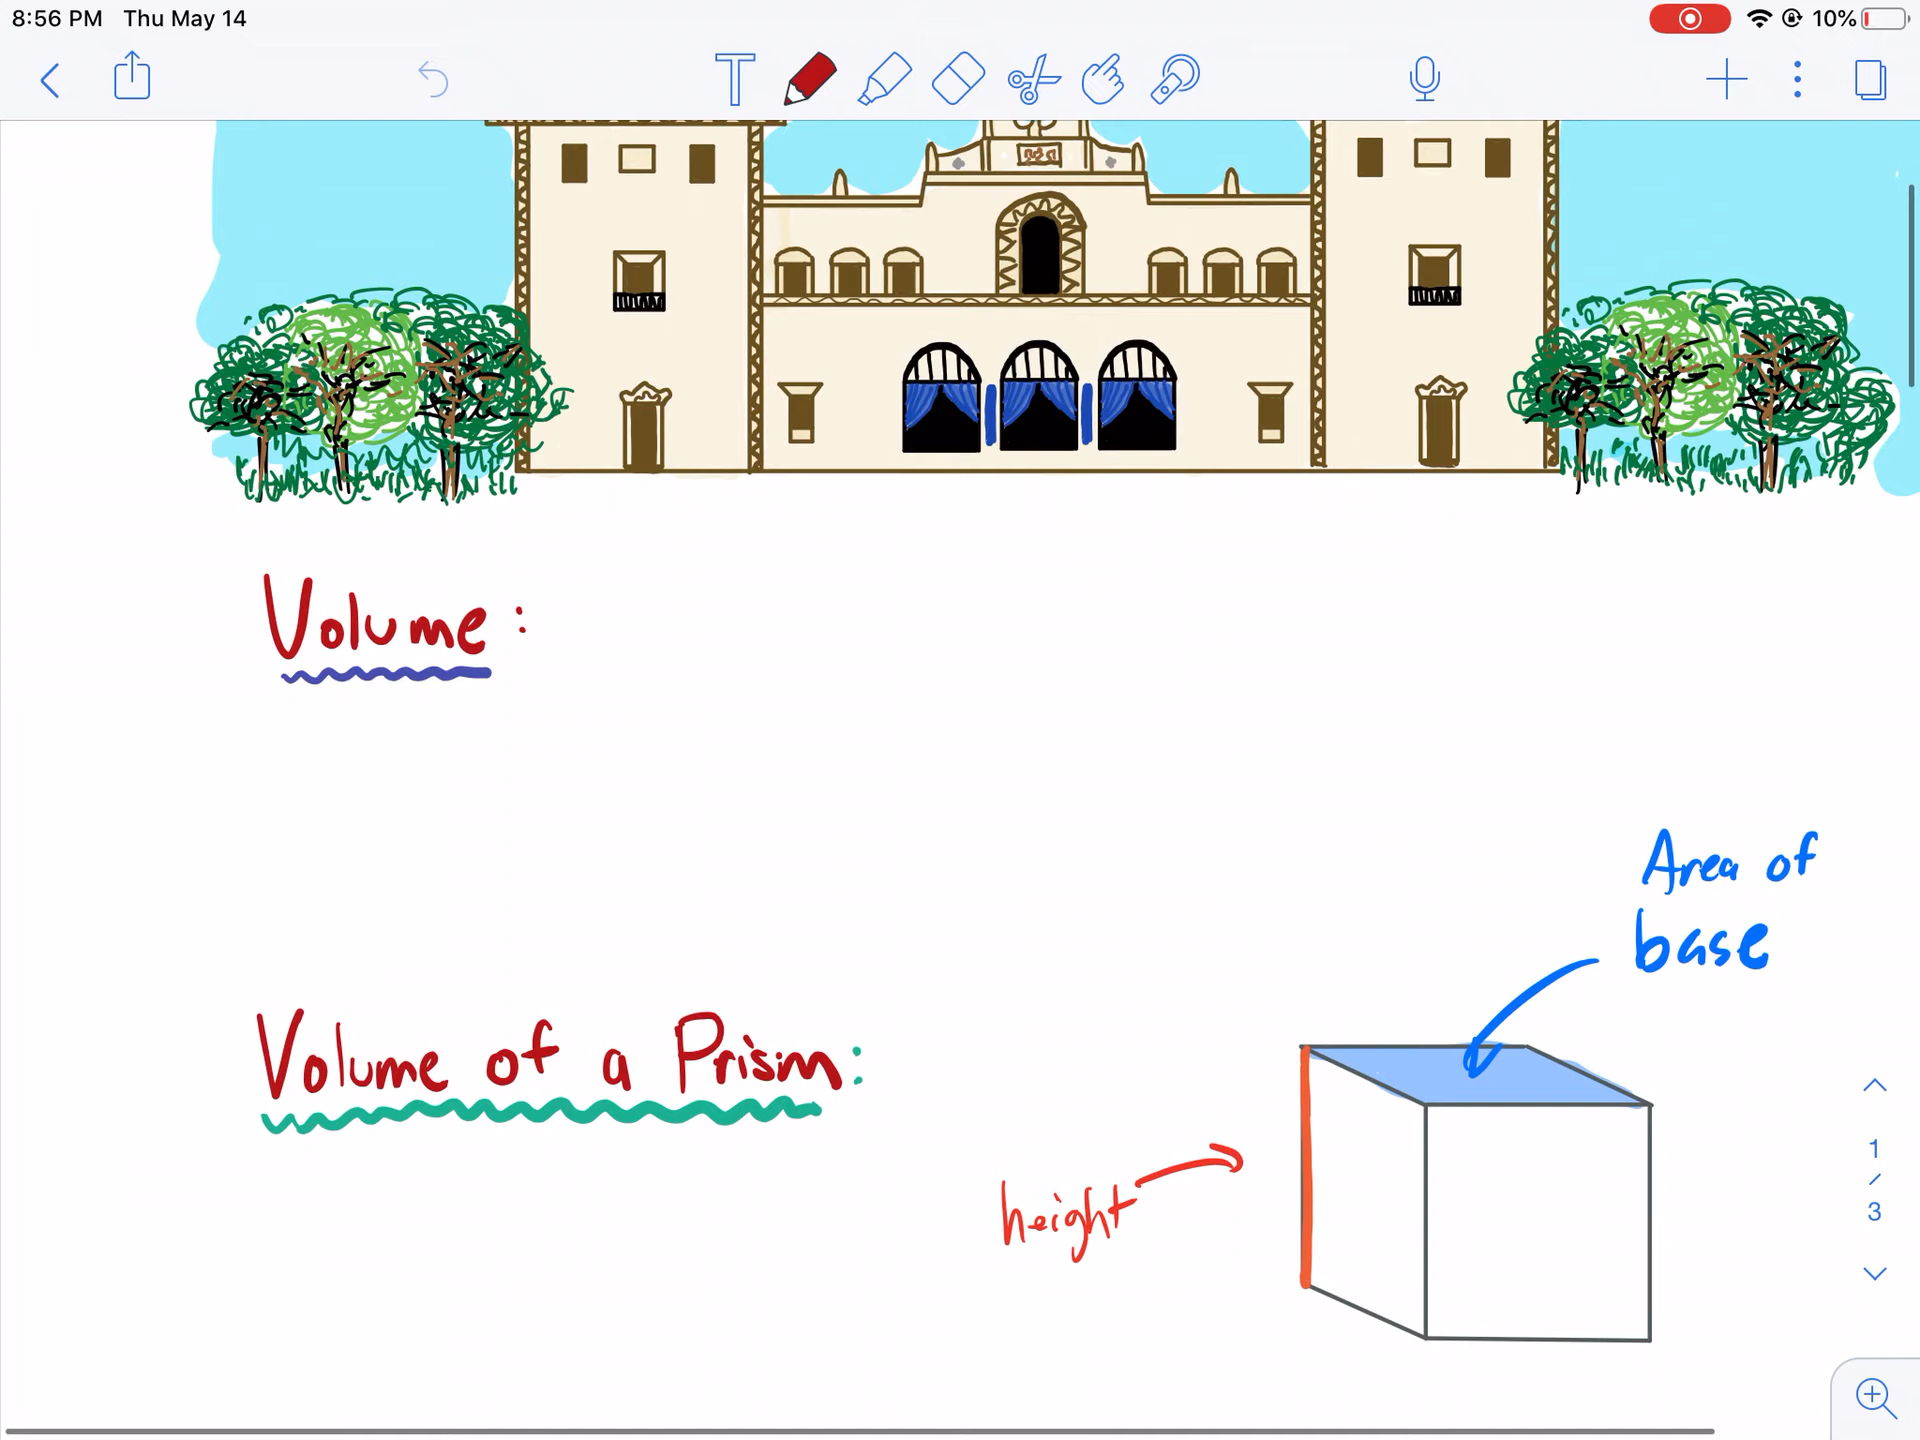 8:56 PM Thu May 14
10%
Volume:
Area of
base
Volume of a Prism:
height
1
/
3